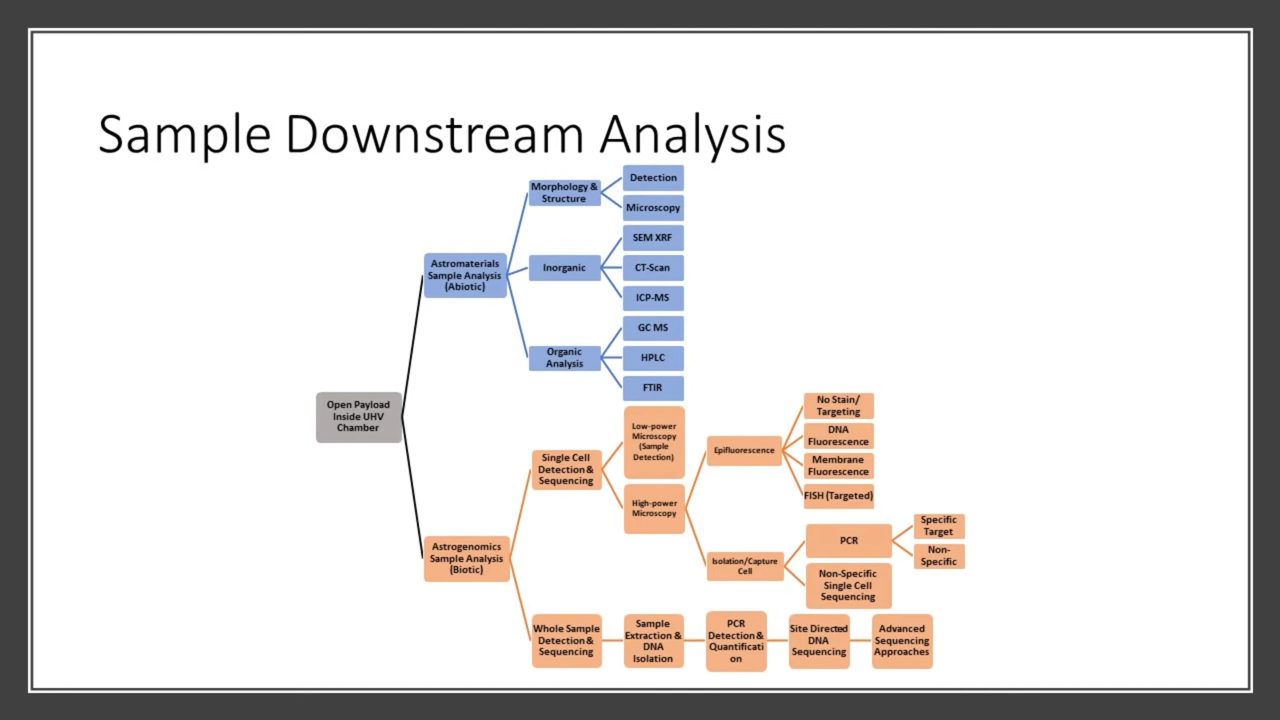 Sample Downstream Analysis
Open Payload
Inside UHV
Chamber
Astromaterials
Sample Analysis
(Abiotic)
Morphology &
Structure
Detection
Microscopy
Inorganic
SEM XRF
CT-Scan
ICP-MS
Organic
Analysis
GC MS
HPLC
FTIR
Astrogenomics
Sample Analysis
(Biotic)
Single Cell
Detection &
Sequencing
Low-power
Microscopy
(Sample
Detection)
High-power
Microscopy
Epifluorescence
No Stain/
Targeting
DNA
Fluorescence
Membrane
Fluorescence
FISH (Targeted)
Isolation/Capture
Cell
PCR
Specific
Target
Non-
Specific
Non-Specific
Single Cell
Sequencing
Whole Sample
Detection &
Sequencing
Sample
Extraction &
DNA
Isolation
PCR
Detection &
Quantificati
on
Site Directed
DNA
Sequencing
Advanced
Sequencing
Approaches